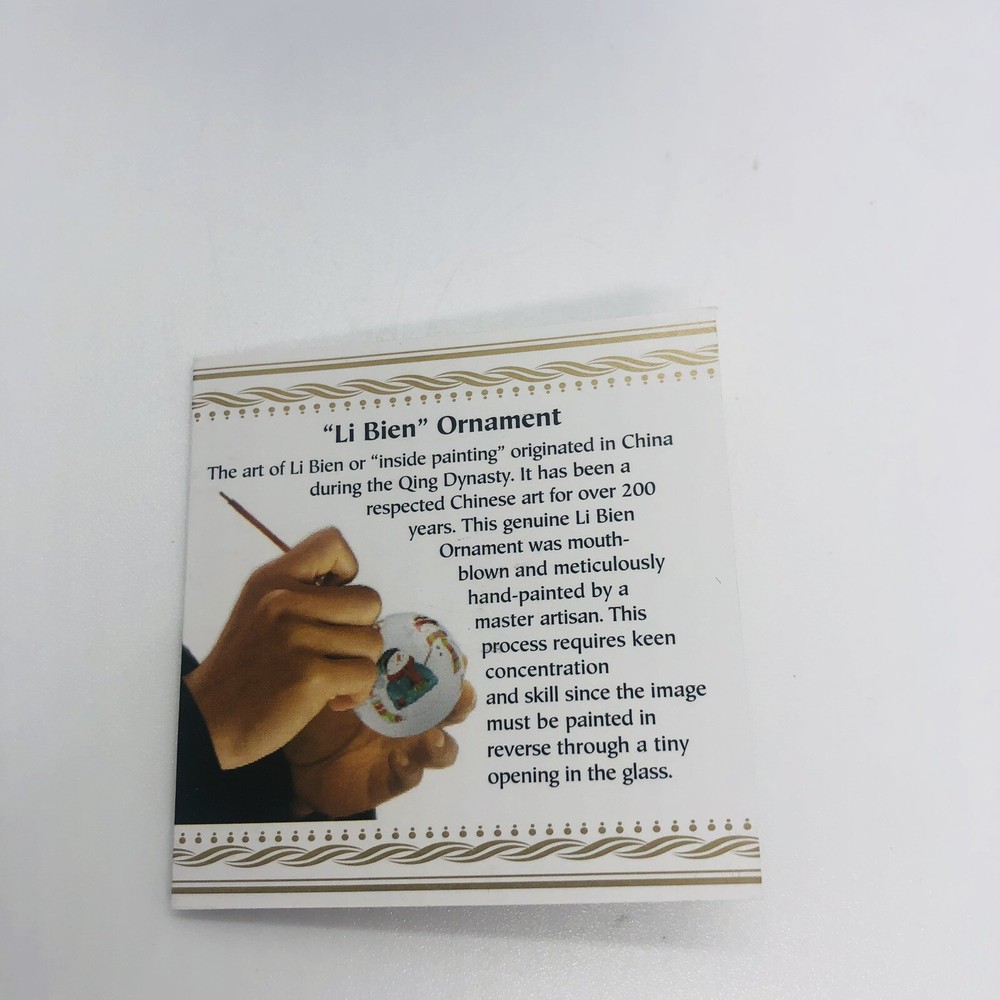 “Li Bien” Ornament
The art of Li Bien or “inside painting” originated in China
during the Qing Dynasty. It has been a
respected Chinese art for over 200
years. This genuine Li Bien
Ornament was mouth-
blown and meticulously
hand-painted by a
master artisan. This
process requires keen
concentration
and skill since the image
must be painted in
reverse through a tiny
opening in the glass.